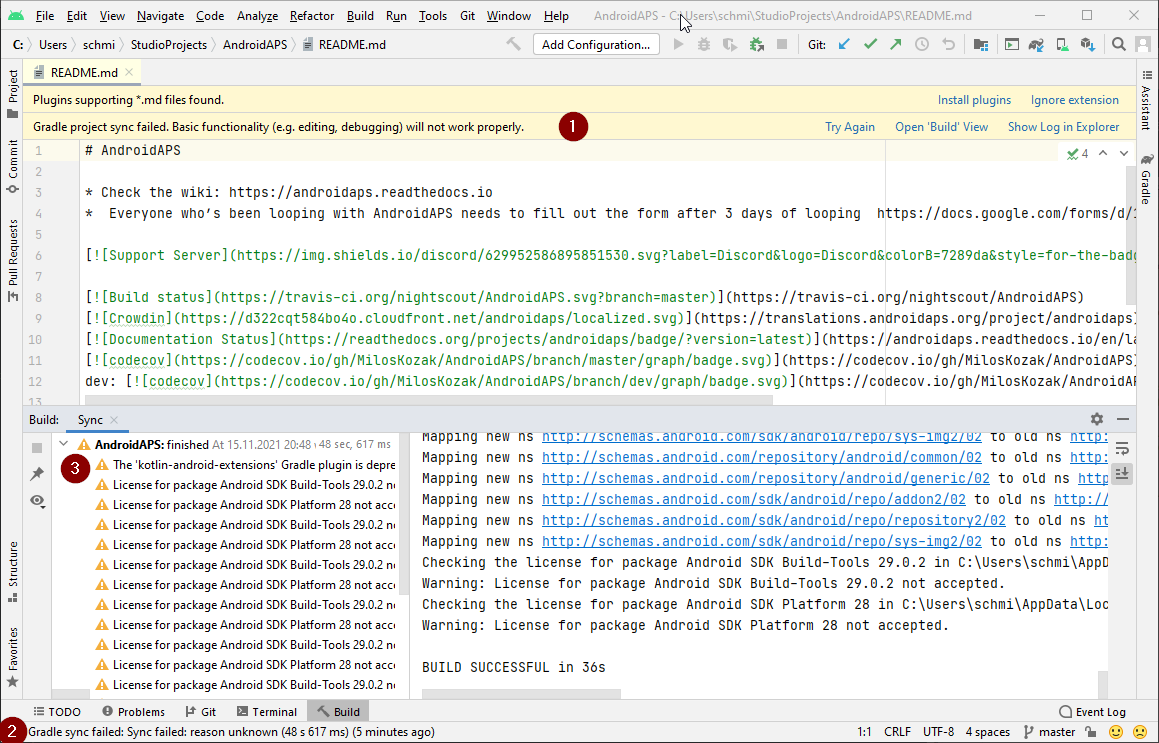 File Edit View Navigate Code Analyze Refactor Build Run Tools Git Window Help AndroidAPS - C:\Users\schmi\StudioProjects\AndroidAPS\README.md
C: Users schmi StudioProjects AndroidAPS README.md Add Configuration... Git:
Project
Commit
Pull Requests
Structure
Favorites
README.md
Plugins supporting *.md files found. Install plugins Ignore extension
Gradle project sync failed. Basic functionality (e.g. editing, debugging) will not work properly. 1 Try Again Open 'Build' View Show Log in Explorer
1 # AndroidAPS 4
2
3 * Check the wiki: https://androidaps.readthedocs.io
4 *  Everyone who’s been looping with AndroidAPS needs to fill out the form after 3 days of looping  https://docs.google.com/forms/d/1
5
6 [![Support Server](https://img.shields.io/discord/629952586895851530.svg?label=Discord&logo=Discord&colorB=7289da&style=for-the-badg
7
8 [![Build status](https://travis-ci.org/nightscout/AndroidAPS.svg?branch=master)](https://travis-ci.org/nightscout/AndroidAPS)
9 [![Crowdin](https://d322cqt584bo4o.cloudfront.net/androidaps/localized.svg)](https://translations.androidaps.org/project/androidaps)
10 [![Documentation Status](https://readthedocs.org/projects/androidaps/badge/?version=latest)](https://androidaps.readthedocs.io/en/la
11 [![codecov](https://codecov.io/gh/MilosKozak/AndroidAPS/branch/master/graph/badge.svg)](https://codecov.io/gh/MilosKozak/AndroidAPS)
12 dev: [![codecov](https://codecov.io/gh/MilosKozak/AndroidAPS/branch/dev/graph/badge.svg)](https://codecov.io/gh/MilosKozak/AndroidAP
13
Assistant
Gradle
Build: Sync
AndroidAPS: finished At 15.11.2021 20:48 48 sec, 617 ms
3 The 'kotlin-android-extensions' Gradle plugin is depre
License for package Android SDK Build-Tools 29.0.2 no
License for package Android SDK Platform 28 not acce
License for package Android SDK Build-Tools 29.0.2 no
License for package Android SDK Platform 28 not acce
License for package Android SDK Build-Tools 29.0.2 no
License for package Android SDK Platform 28 not acce
License for package Android SDK Build-Tools 29.0.2 no
License for package Android SDK Platform 28 not acce
License for package Android SDK Build-Tools 29.0.2 no
License for package Android SDK Platform 28 not acce
License for package Android SDK Build-Tools 29.0.2 no
Mapping new ns http://schemas.android.com/sdk/android/repo/sys-img2/02 to old ns http:
Mapping new ns http://schemas.android.com/repository/android/common/02 to old ns http:
Mapping new ns http://schemas.android.com/repository/android/generic/02 to old ns http
Mapping new ns http://schemas.android.com/sdk/android/repo/addon2/02 to old ns http://
Mapping new ns http://schemas.android.com/sdk/android/repo/repository2/02 to old ns ht
Mapping new ns http://schemas.android.com/sdk/android/repo/sys-img2/02 to old ns http:
Checking the license for package Android SDK Build-Tools 29.0.2 in C:\Users\schmi\AppD
Warning: License for package Android SDK Build-Tools 29.0.2 not accepted.
Checking the license for package Android SDK Platform 28 in C:\Users\schmi\AppData\Loc
Warning: License for package Android SDK Platform 28 not accepted.
BUILD SUCCESSFUL in 36s
TODO Problems Git Terminal Build Event Log
2 Gradle sync failed: Sync failed: reason unknown (48 s 617 ms) (5 minutes ago) 1:1 CRLF UTF-8 4 spaces master